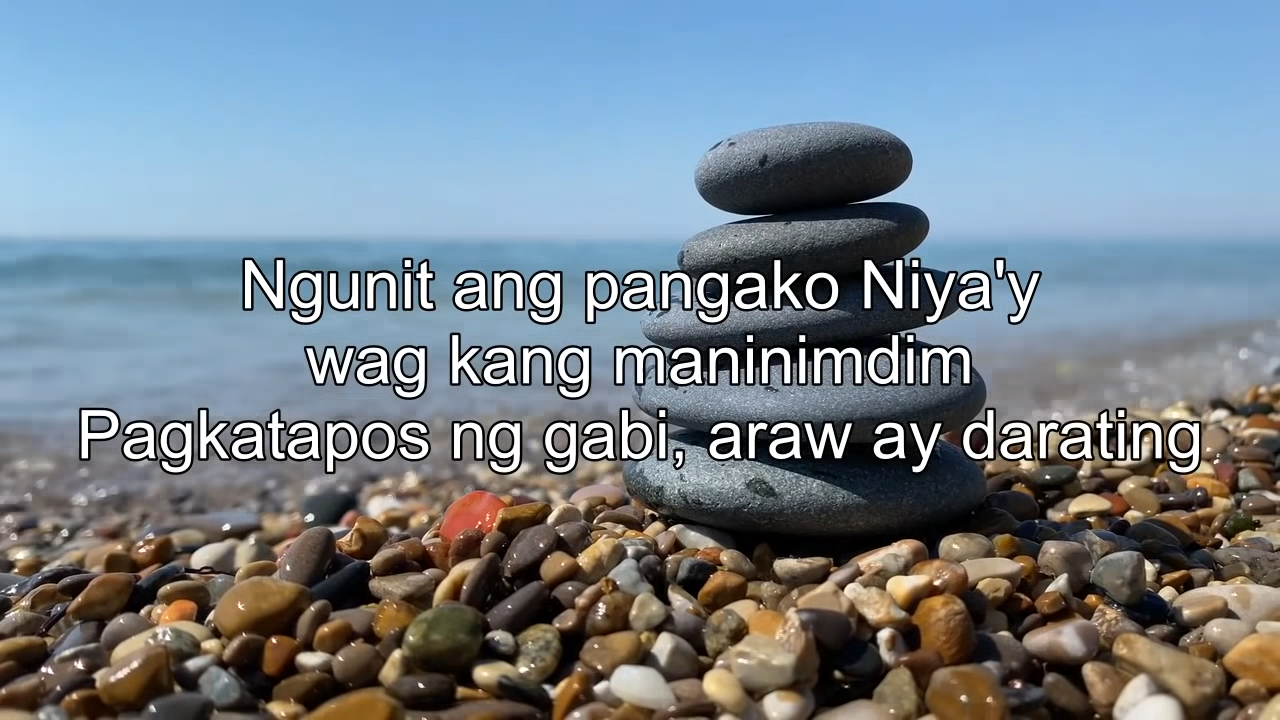 Ngunit ang pangako Niya'y
wag kang maninimdim
Pagkatapos ng gabi, araw ay darating